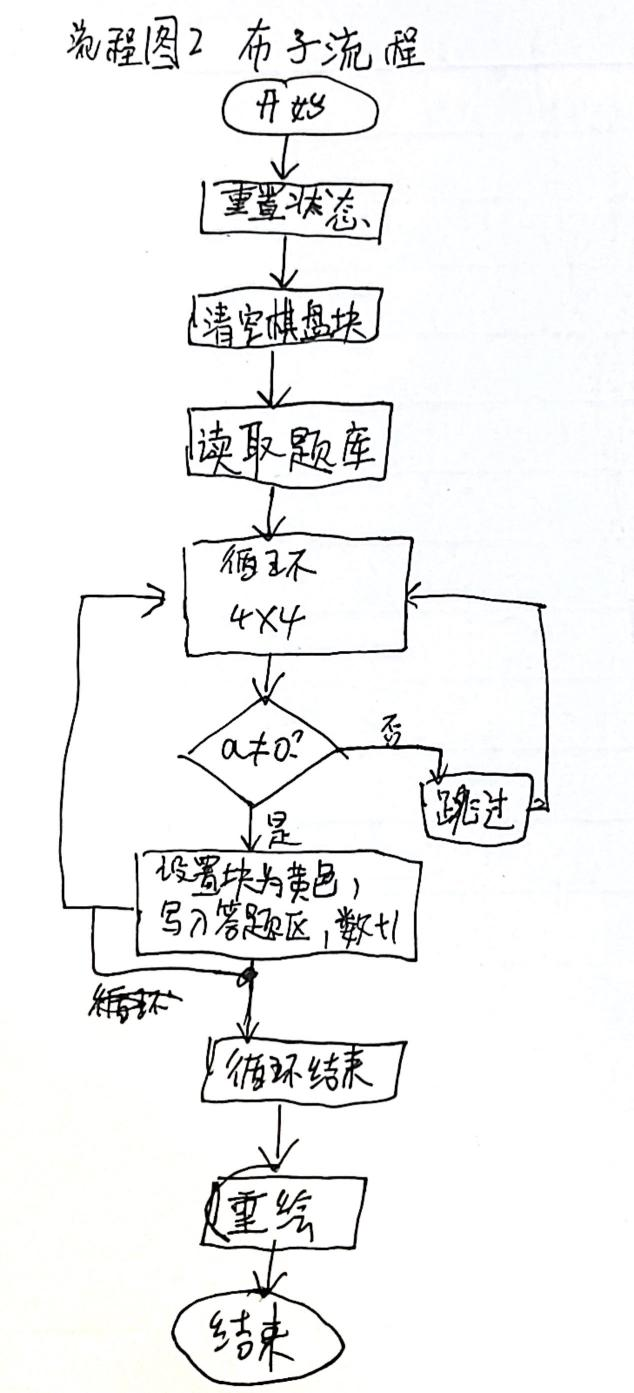 流程图2 布子流程
开始
重置状态
清空棋盘块
读取题库
循环
4×4
a≠0?
否
跳过
是
设置块为黄色,
写入答题区,数+1
循环
循环结束
重绘
结束